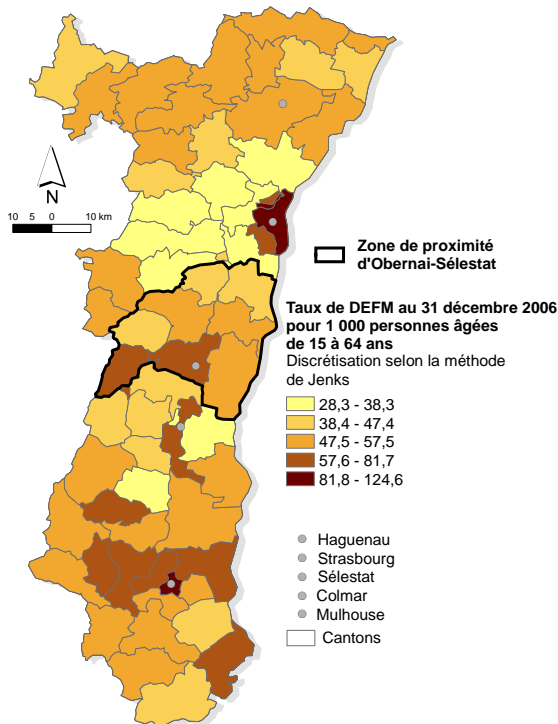 N
10 5 0 10 km
Zone de proximité
d'Obernai-Sélestat
Taux de DEFM au 31 décembre 2006
pour 1 000 personnes âgées
de 15 à 64 ans
Discrétisation selon la méthode
de Jenks
28,3 - 38,3
38,4 - 47,4
47,5 - 57,5
57,6 - 81,7
81,8 - 124,6
Haguenau
Strasbourg
Sélestat
Colmar
Mulhouse
Cantons